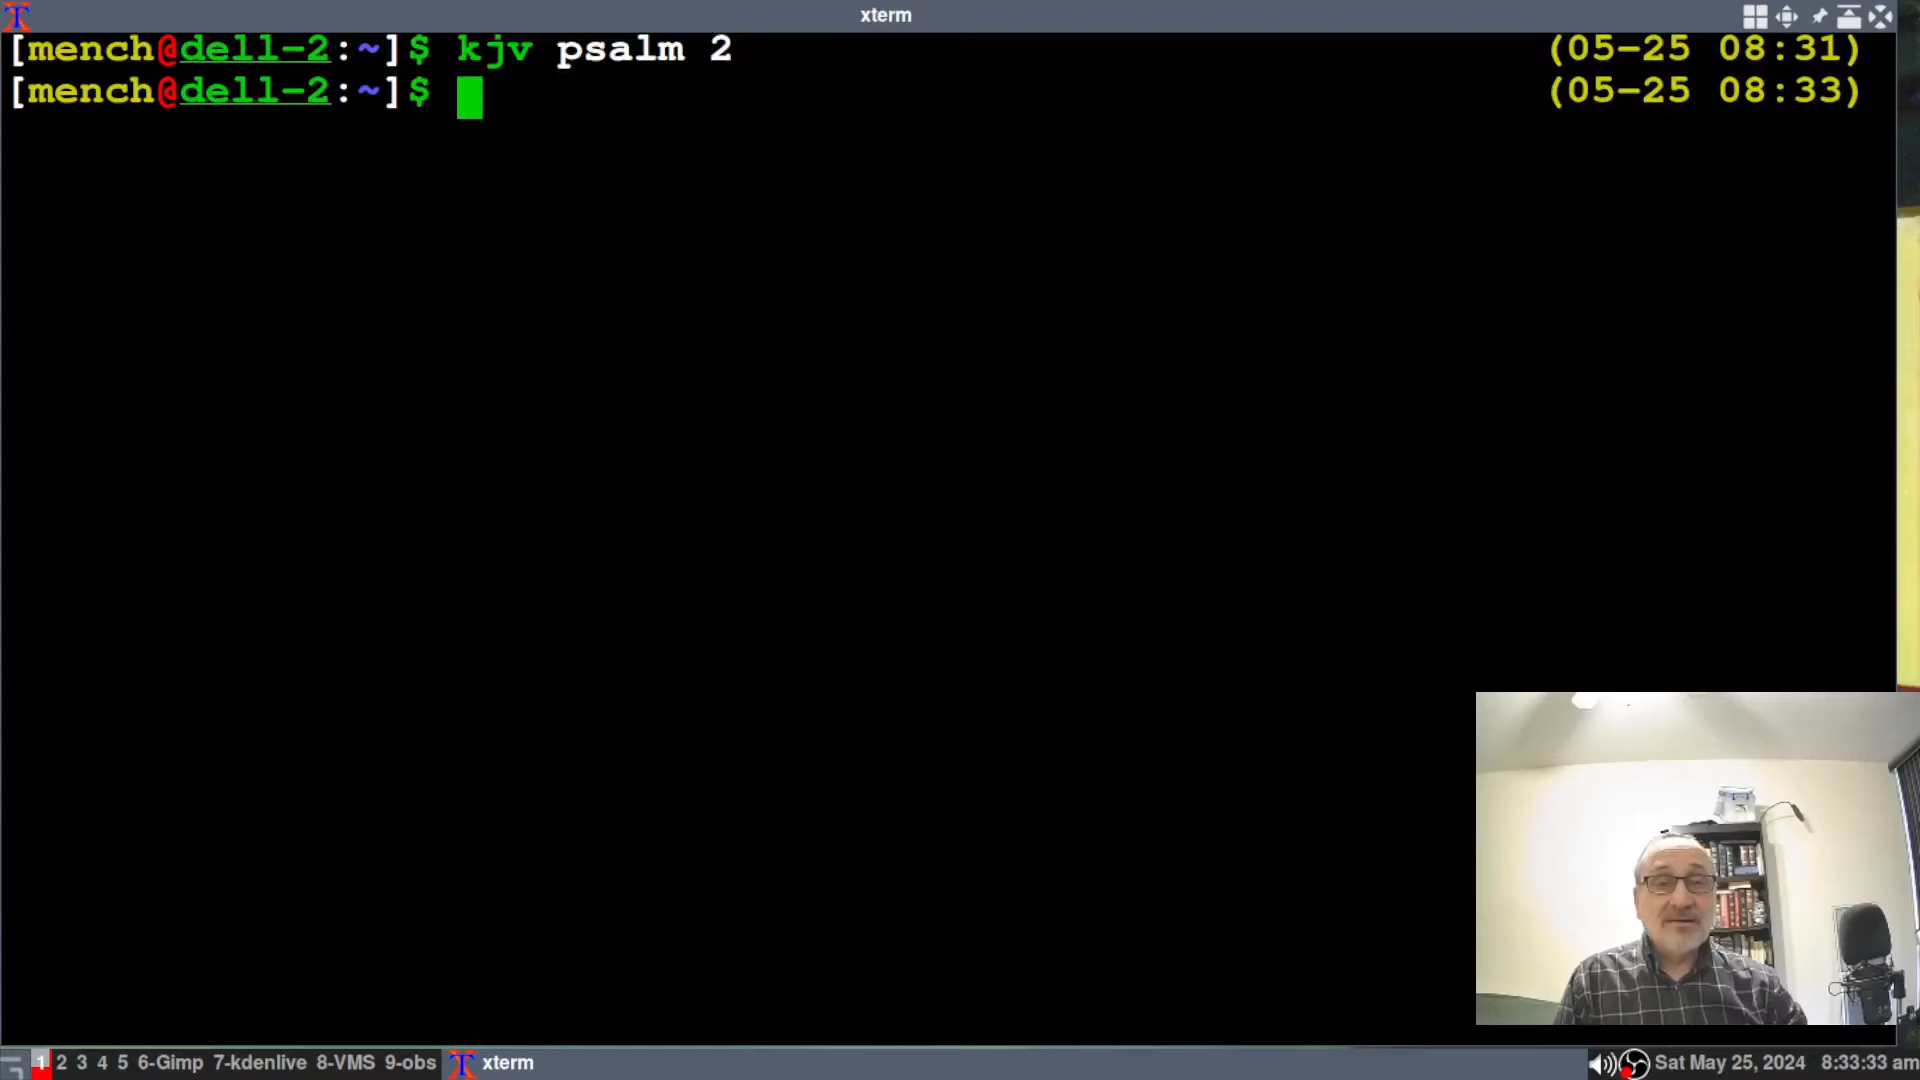 xterm
[mench@dell-2:~]$ kjv psalm 2 (05-25 08:31)
[mench@dell-2:~]$ (05-25 08:33)
1 2 3 4 5 6-Gimp 7-kdenlive 8-VMS 9-obs xterm Sat May 25, 2024 8:33:33 am